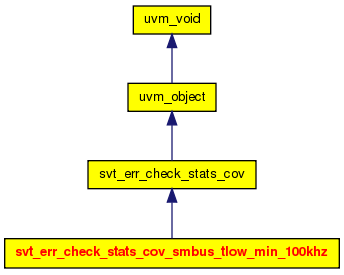 uvm_void
uvm_object
svt_err_check_stats_cov
svt_err_check_stats_cov_smbus_tlow_min_100khz